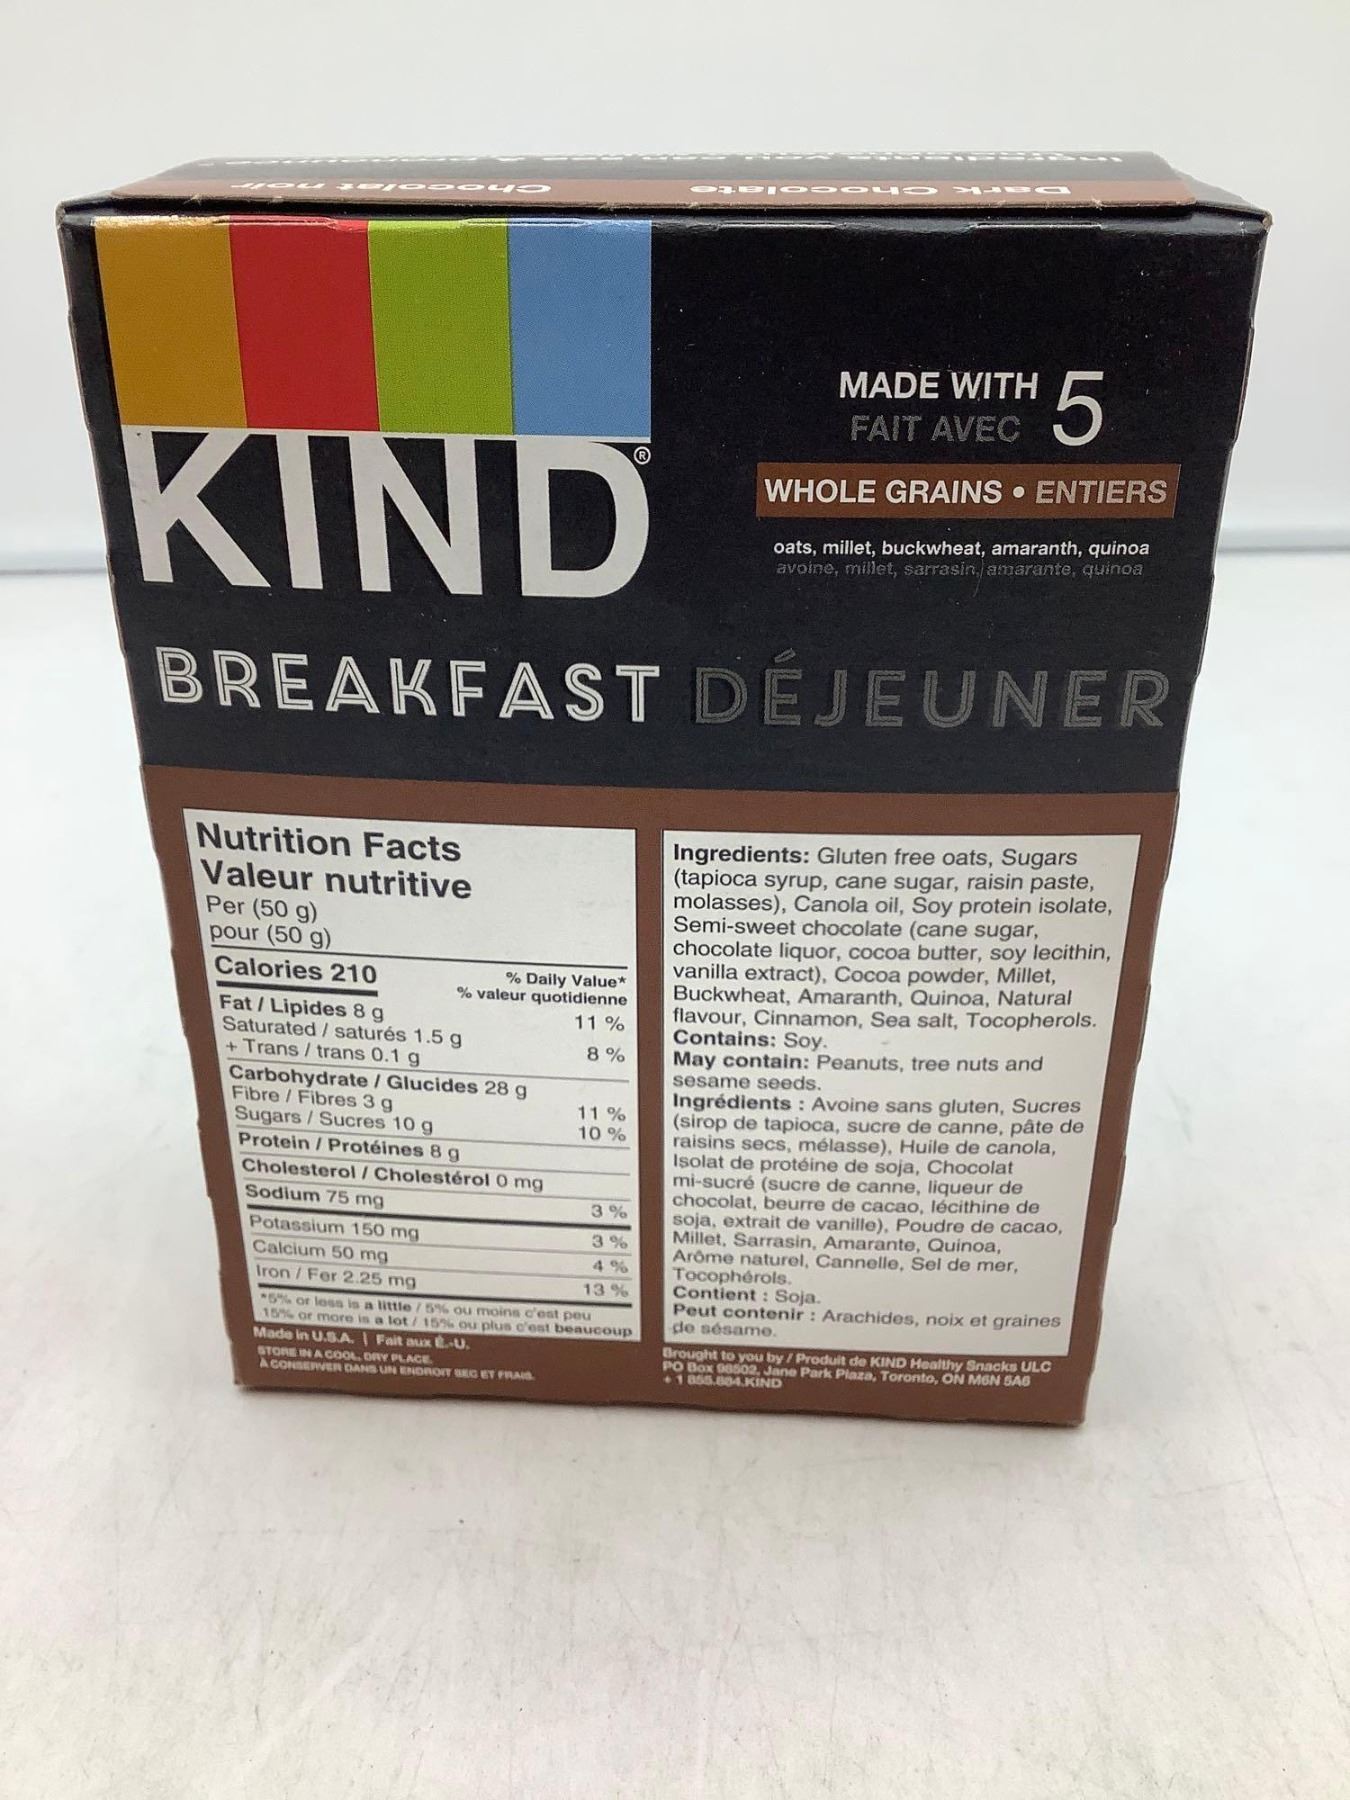 Dark Chocolate Chocolat noir
KIND®
MADE WITH 5
FAIT AVEC
WHOLE GRAINS • ENTIERS
oats, millet, buckwheat, amaranth, quinoa
avoine, millet, sarrasin, amarante, quinoa
BREAKFAST DÉJEUNER
Nutrition Facts
Valeur nutritive
Per (50 g)
pour (50 g)
Calories 210
% Daily Value*
% valeur quotidienne
Fat / Lipides 8 g 11 %
Saturated / saturés 1.5 g
+ Trans / trans 0.1 g 8 %
Carbohydrate / Glucides 28 g
Fibre / Fibres 3 g 11 %
Sugars / Sucres 10 g 10 %
Protein / Protéines 8 g
Cholesterol / Cholestérol 0 mg
Sodium 75 mg 3 %
Potassium 150 mg 3 %
Calcium 50 mg 4 %
Iron / Fer 2.25 mg 13 %
*5% or less is a little / 5% ou moins c'est peu
15% or more is a lot / 15% ou plus c'est beaucoup
Made in U.S.A. | Fait aux É.-U.
STORE IN A COOL, DRY PLACE.
À CONSERVER DANS UN ENDROIT SEC ET FRAIS.
Ingredients: Gluten free oats, Sugars
(tapioca syrup, cane sugar, raisin paste,
molasses), Canola oil, Soy protein isolate,
Semi-sweet chocolate (cane sugar,
chocolate liquor, cocoa butter, soy lecithin,
vanilla extract), Cocoa powder, Millet,
Buckwheat, Amaranth, Quinoa, Natural
flavour, Cinnamon, Sea salt, Tocopherols.
Contains: Soy.
May contain: Peanuts, tree nuts and
sesame seeds.
Ingrédients : Avoine sans gluten, Sucres
(sirop de tapioca, sucre de canne, pâte de
raisins secs, mélasse), Huile de canola,
Isolat de protéine de soja, Chocolat
mi-sucré (sucre de canne, liqueur de
chocolat, beurre de cacao, lécithine de
soja, extrait de vanille), Poudre de cacao,
Millet, Sarrasin, Amarante, Quinoa,
Arôme naturel, Cannelle, Sel de mer,
Tocophérols.
Contient : Soja.
Peut contenir : Arachides, noix et graines
de sésame.
Brought to you by / Produit de KIND Healthy Snacks ULC
PO Box 98502, Jane Park Plaza, Toronto, ON M6N 5A6
+ 1 855.884.KIND